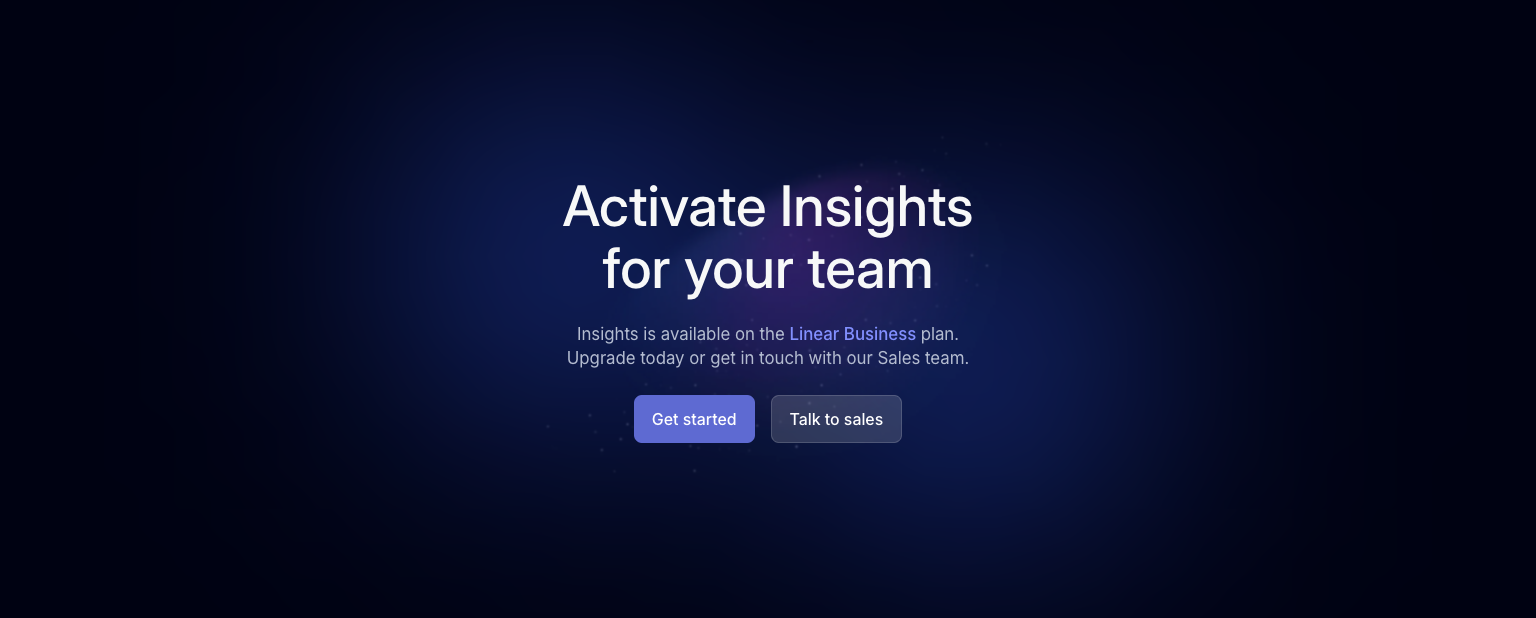 Activate Insights
for your team
Insights is available on the Linear Business plan.
Upgrade today or get in touch with our Sales team.
Get started
Talk to sales